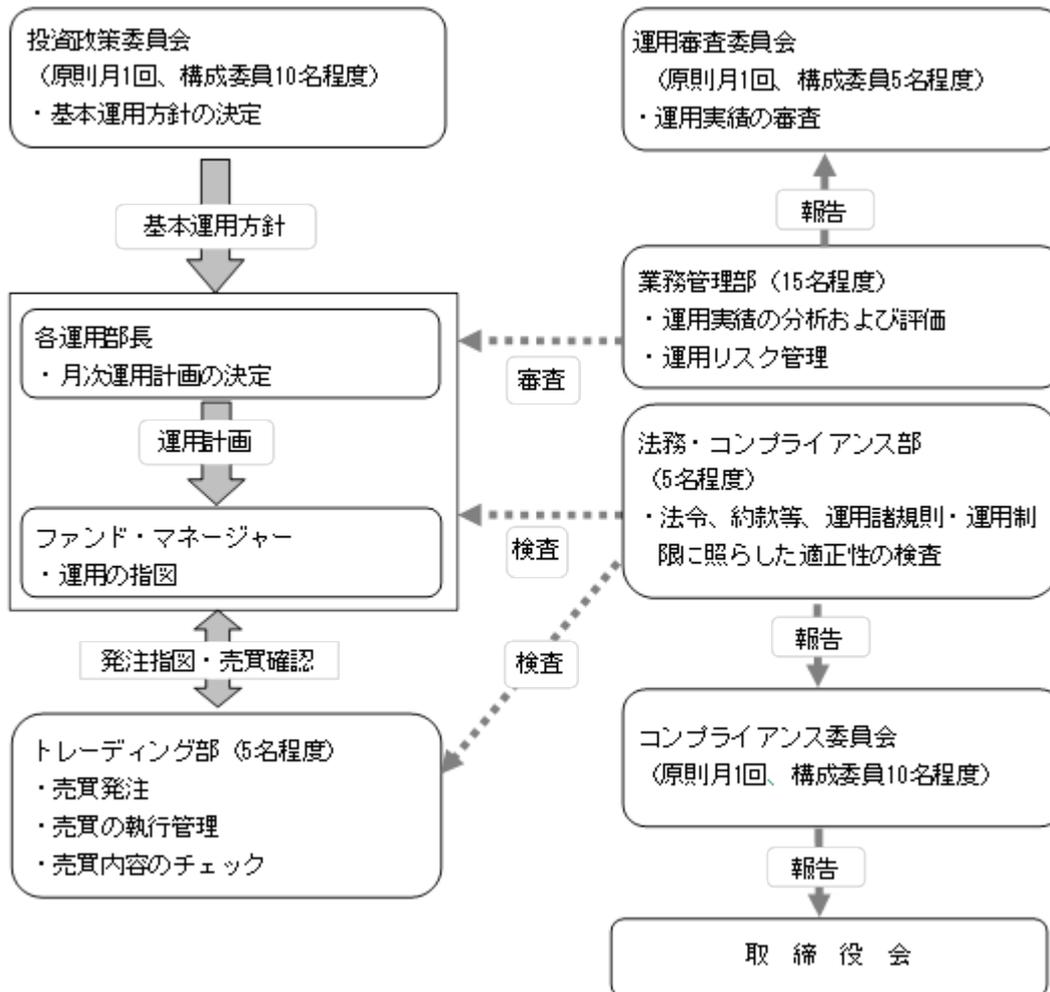 投資政策委員会
（原則月1回、構成委員10名程度）
・基本運用方針の決定
基本運用方針
各運用部長
・月次運用計画の決定
運用計画
ファンド・マネージャー
・運用の指図
発注指図・売買確認
トレーディング部（5名程度）
・売買発注
・売買の執行管理
・売買内容のチェック
運用審査委員会
（原則月1回、構成委員5名程度）
・運用実績の審査
報告
業務管理部（15名程度）
・運用実績の分析および評価
・運用リスク管理
審査
法務・コンプライアンス部
（5名程度）
・法令、約款等、運用諸規則・運用制
限に照らした適正性の検査
検査
検査
報告
コンプライアンス委員会
（原則月1回、構成委員10名程度）
報告
取　締　役　会